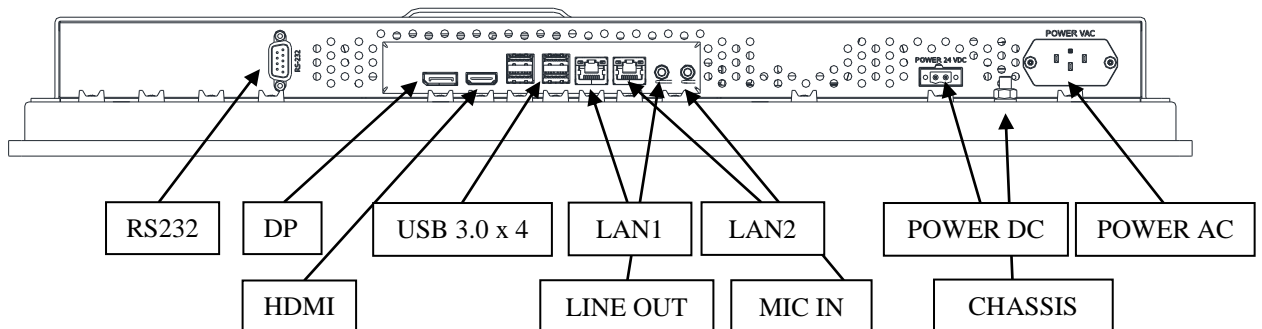 POWER VAC
RS-232
POWER 24 VDC
RS232
DP
USB 3.0 x 4
LAN1
LAN2
POWER DC
POWER AC
HDMI
LINE OUT
MIC IN
CHASSIS